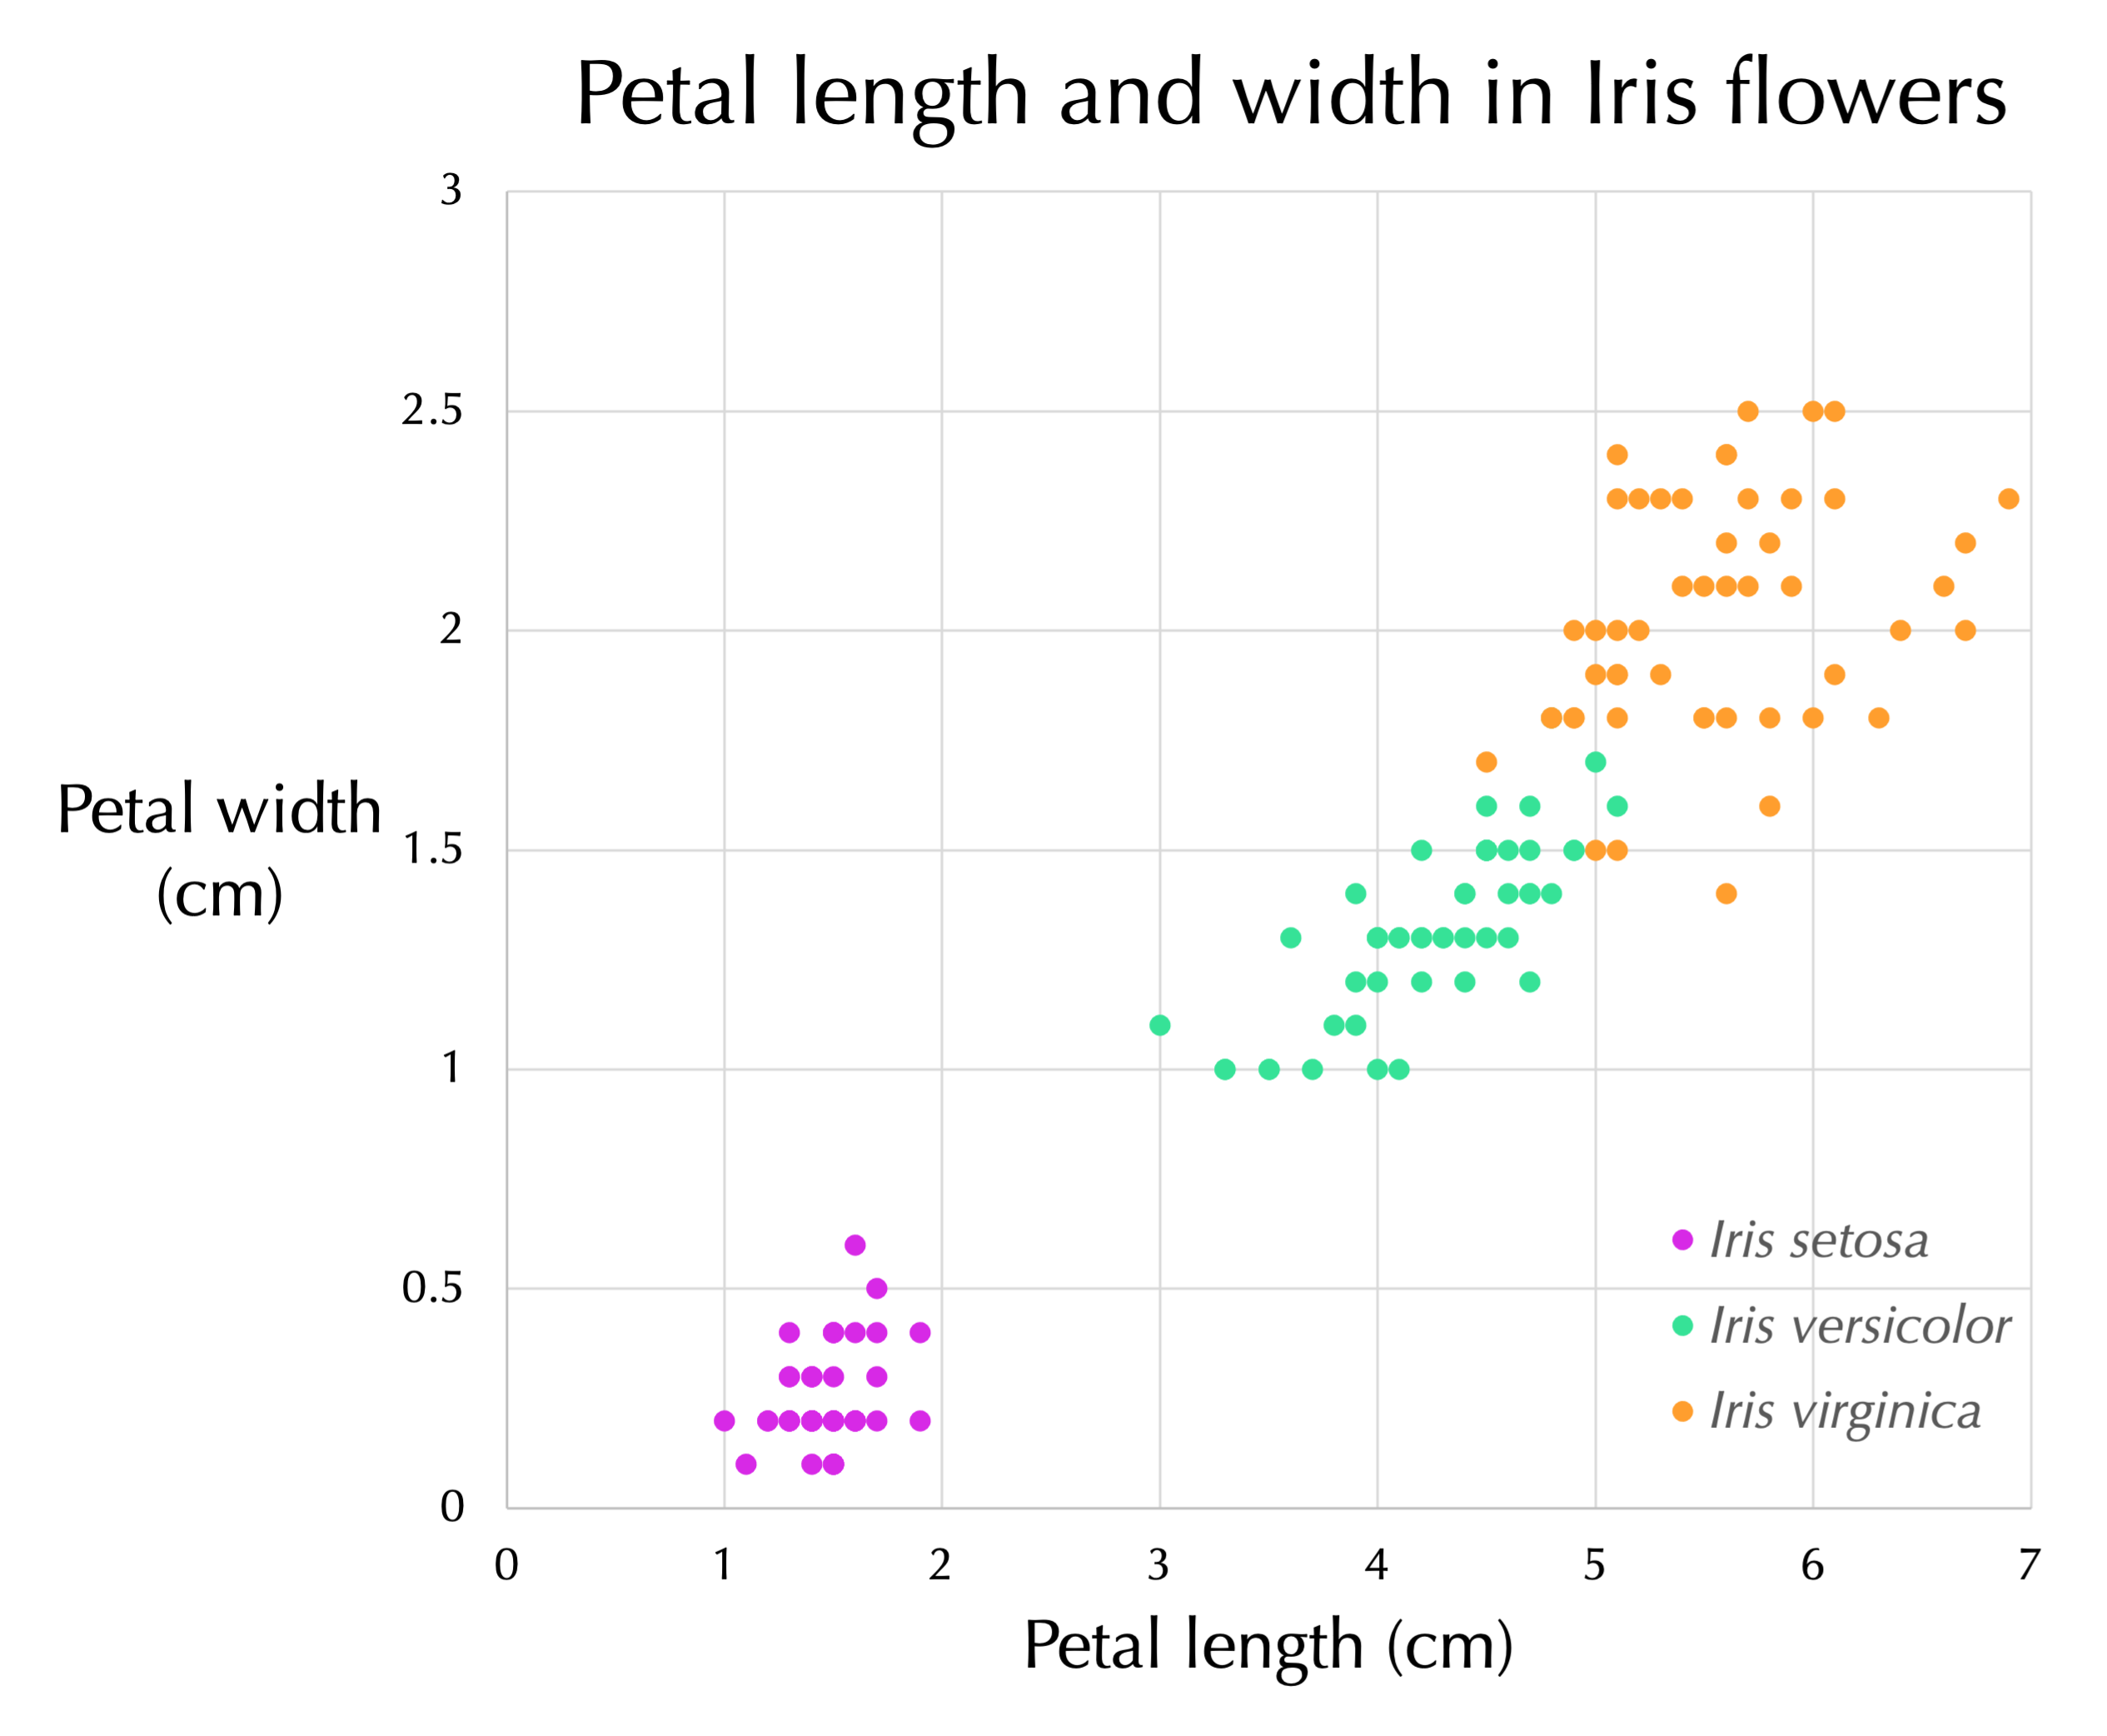 Petal length and width in Iris flowers
3
2.5
2
1.5
1
0.5
0
Petal width
(cm)
0 1 2 3 4 5 6 7
Petal length (cm)
Iris setosa
Iris versicolor
Iris virginica